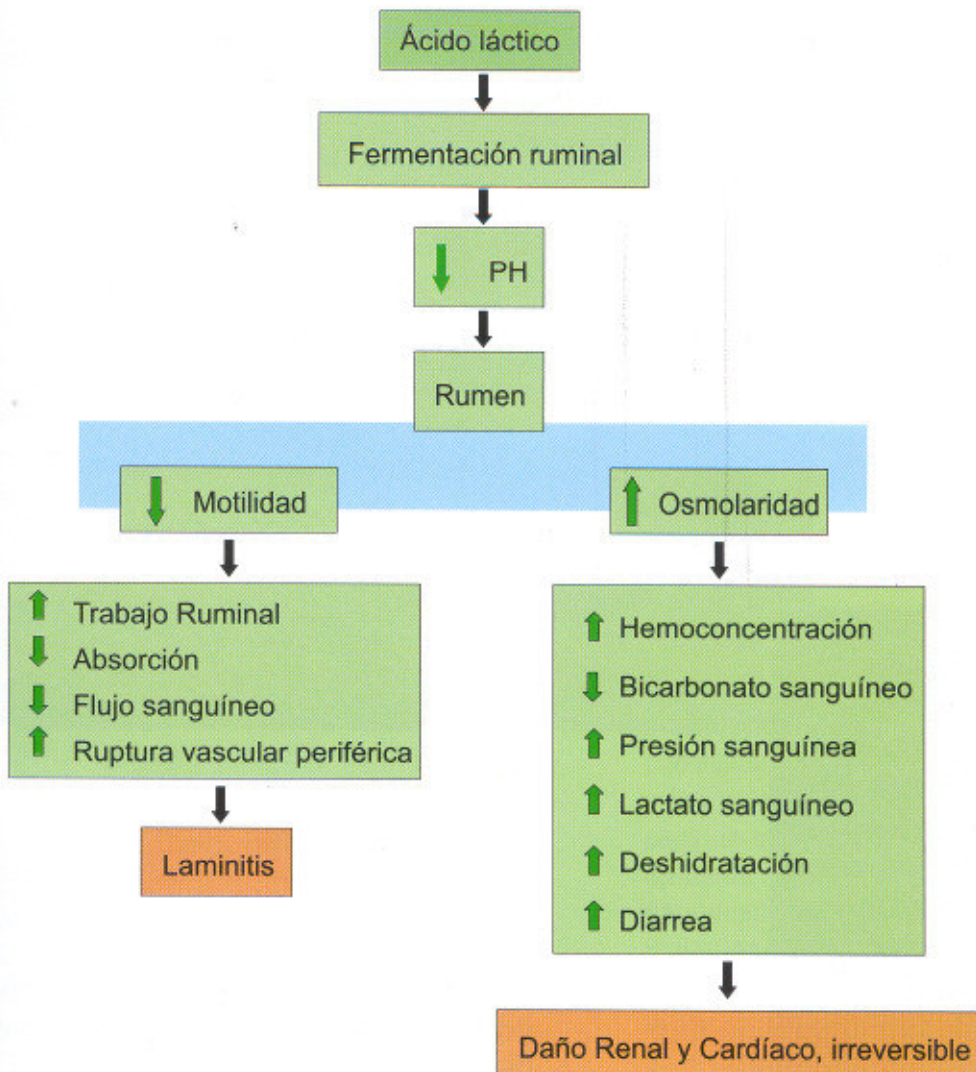 Ácido láctico
Fermentación ruminal
PH
Rumen
Motilidad
Osmolaridad
Trabajo Ruminal
Absorción
Flujo sanguíneo
Ruptura vascular periférica
Laminitis
Hemoconcentración
Bicarbonato sanguíneo
Presión sanguínea
Lactato sanguíneo
Deshidratación
Diarrea
Daño Renal y Cardíaco, irreversible